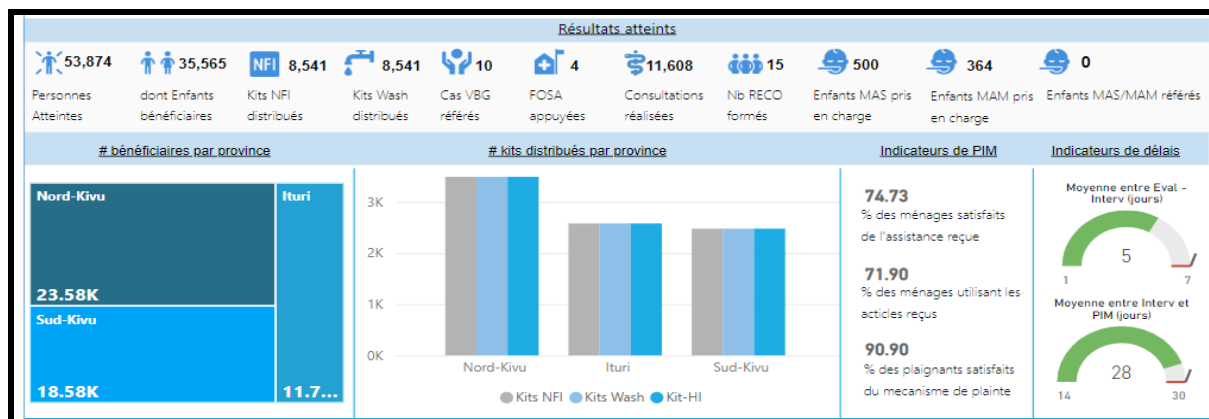 Résultats atteints
53,874
Personnes
Atteintes
35,565
dont Enfants
bénéficiaires
NFI 8,541
Kits NFI
distribués
8,541
Kits Wash
distribués
10
Cas VBG
référés
4
FOSA
appuyées
11,608
Consultations
réalisées
15
Nb RECO
formés
500
Enfants MAS pris
en charge
364
Enfants MAM pris
en charge
0
Enfants MAS/MAM référés
# bénéficiaires par province
Nord-Kivu
23.58K
Sud-Kivu
18.58K
Ituri
11.7...
# kits distribués par province
3K
2K
1K
0K
Nord-Kivu
Ituri
Sud-Kivu
Kits NFI Kits Wash Kit-HI
Indicateurs de PIM
74.73
% des ménages satisfaits
de l'assistance reçue
71.90
% des ménages utilisant les
acticles reçus
90.90
% des plaignants satisfaits
du mecanisme de plainte
Indicateurs de délais
Moyenne entre Eval -
Interv (jours)
5
1 7
Moyenne entre Interv et
PIM (jours)
28
14 30